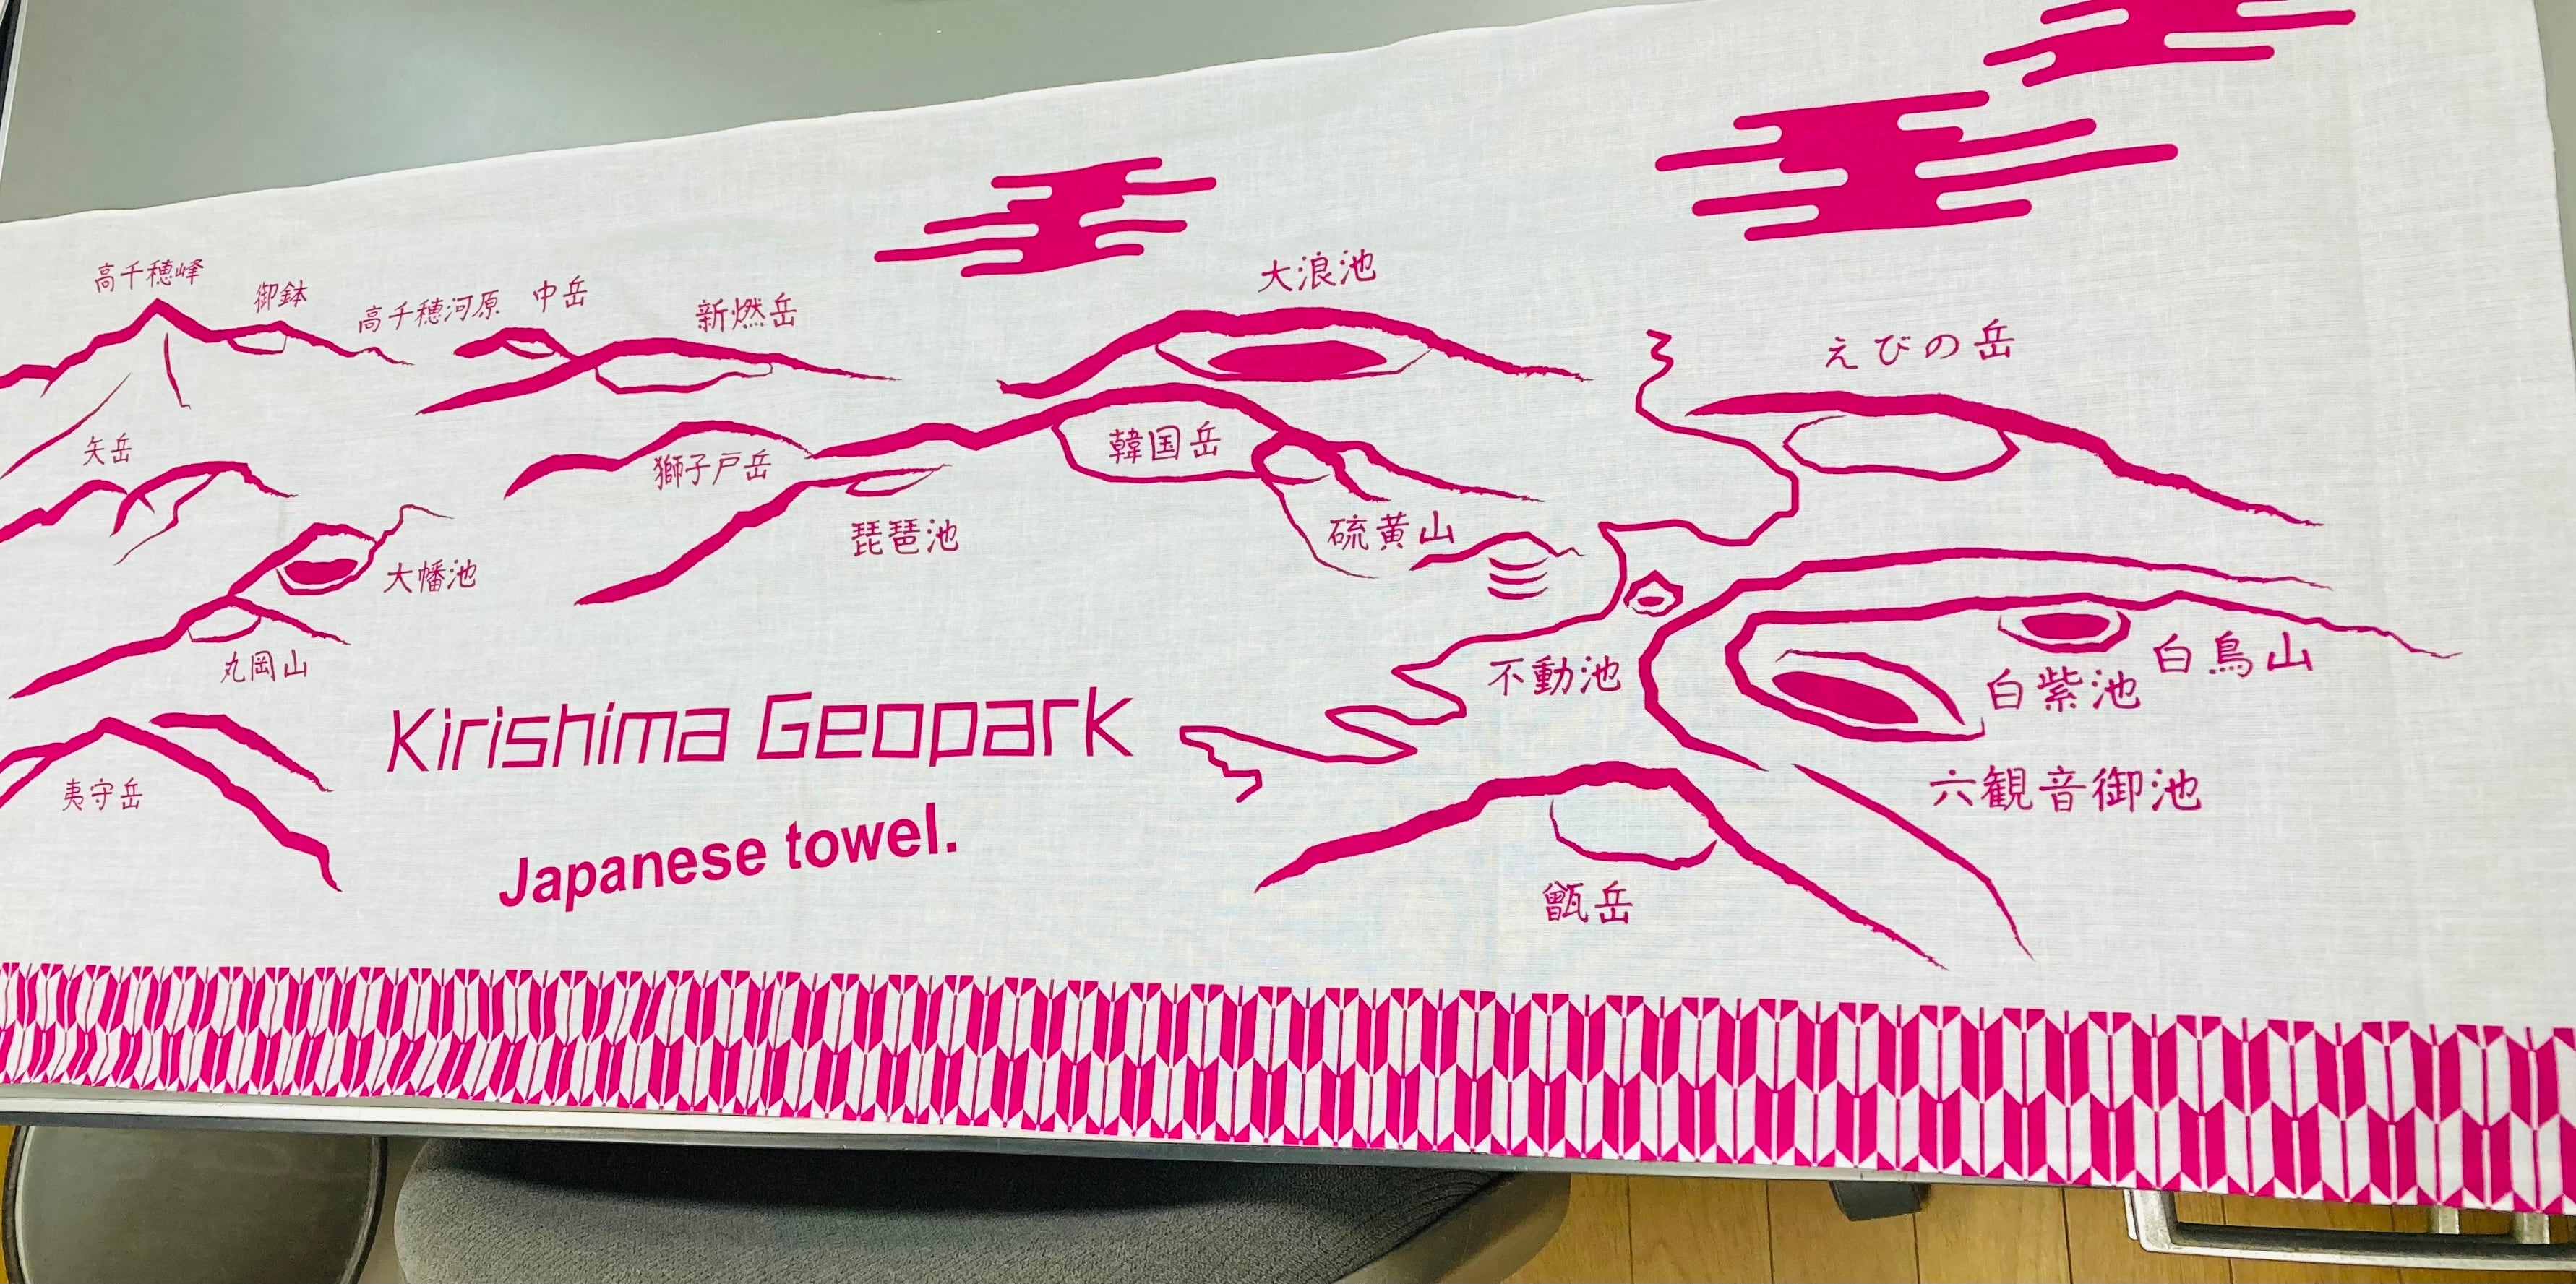 高千穂峰
御鉢
高千穂河原
中岳
新燃岳
大浪池
えびの岳
矢岳
獅子戸岳
韓国岳
琵琶池
硫黄山
大幡池
丸岡山
不動池
白鳥山
白紫池
六観音御池
夷守岳
甑岳
Kirishima Geopark
Japanese towel.